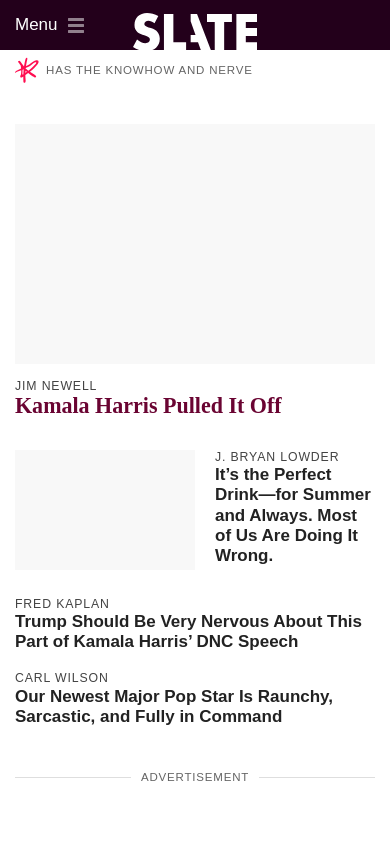 Menu
SLATE
HAS THE KNOWHOW AND NERVE
JIM NEWELL
Kamala Harris Pulled It Off
J. BRYAN LOWDER
It’s the Perfect
Drink—for Summer
and Always. Most
of Us Are Doing It
Wrong.
FRED KAPLAN
Trump Should Be Very Nervous About This
Part of Kamala Harris’ DNC Speech
CARL WILSON
Our Newest Major Pop Star Is Raunchy,
Sarcastic, and Fully in Command
ADVERTISEMENT